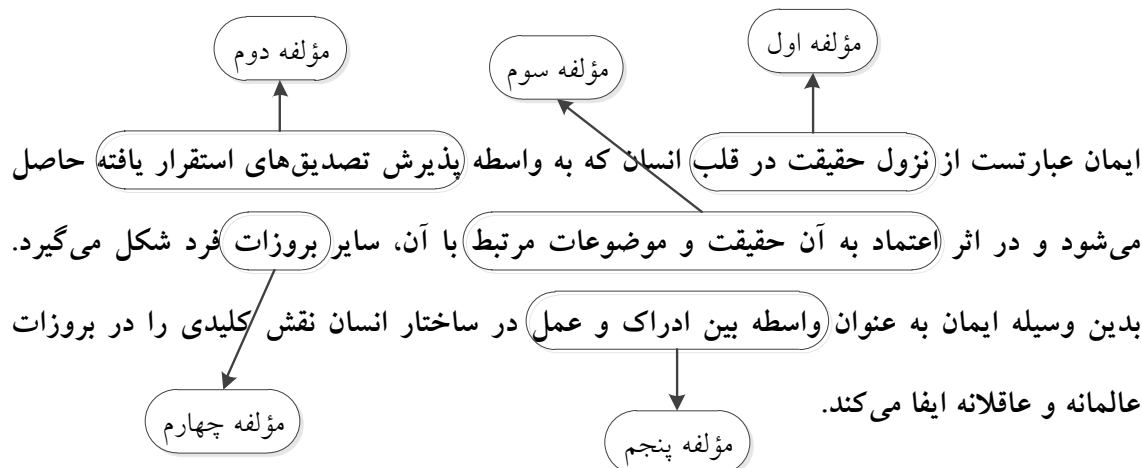 مؤلفه اول
مؤلفه دوم
مؤلفه سوم
ایمان عبارتست از نزول حقیقت در قلب انسان که به واسطه پذیرش تصدیق‌های استقرار یافته حاصل
می‌شود و در اثر اعتماد به آن حقیقت و موضوعات مرتبط با آن، سایر بروزات فرد شکل می‌گیرد.
بدین وسیله ایمان به عنوان واسطه بین ادراک و عمل در ساختار انسان نقش کلیدی را در بروزات
عالمانه و عاقلانه ایفا می‌کند.
مؤلفه چهارم
مؤلفه پنجم